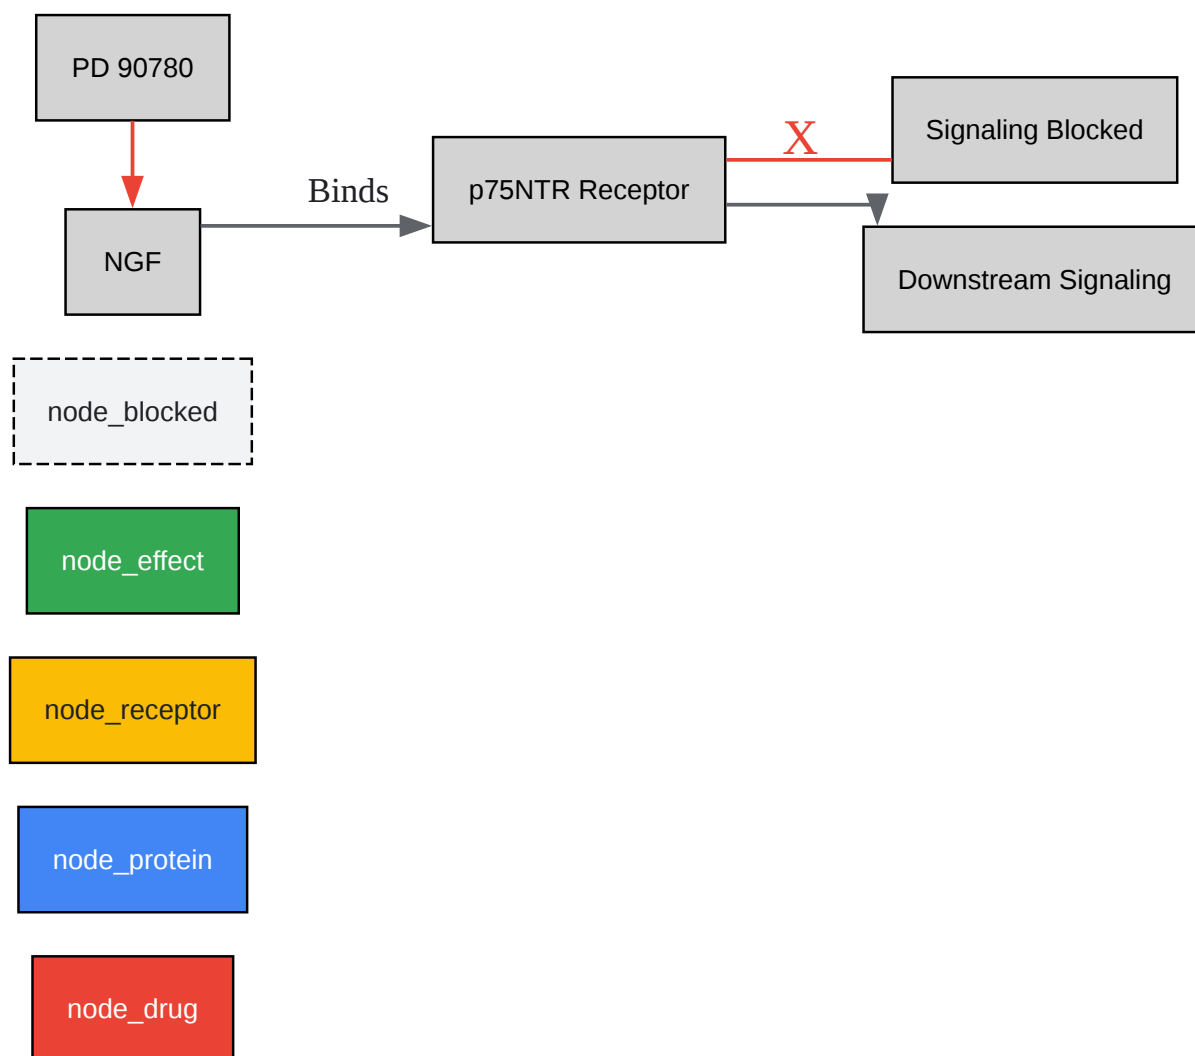 PD 90780
NGF
Binds
p75NTR Receptor
X
Signaling Blocked
Downstream Signaling
node_blocked
node_effect
node_receptor
node_protein
node_drug